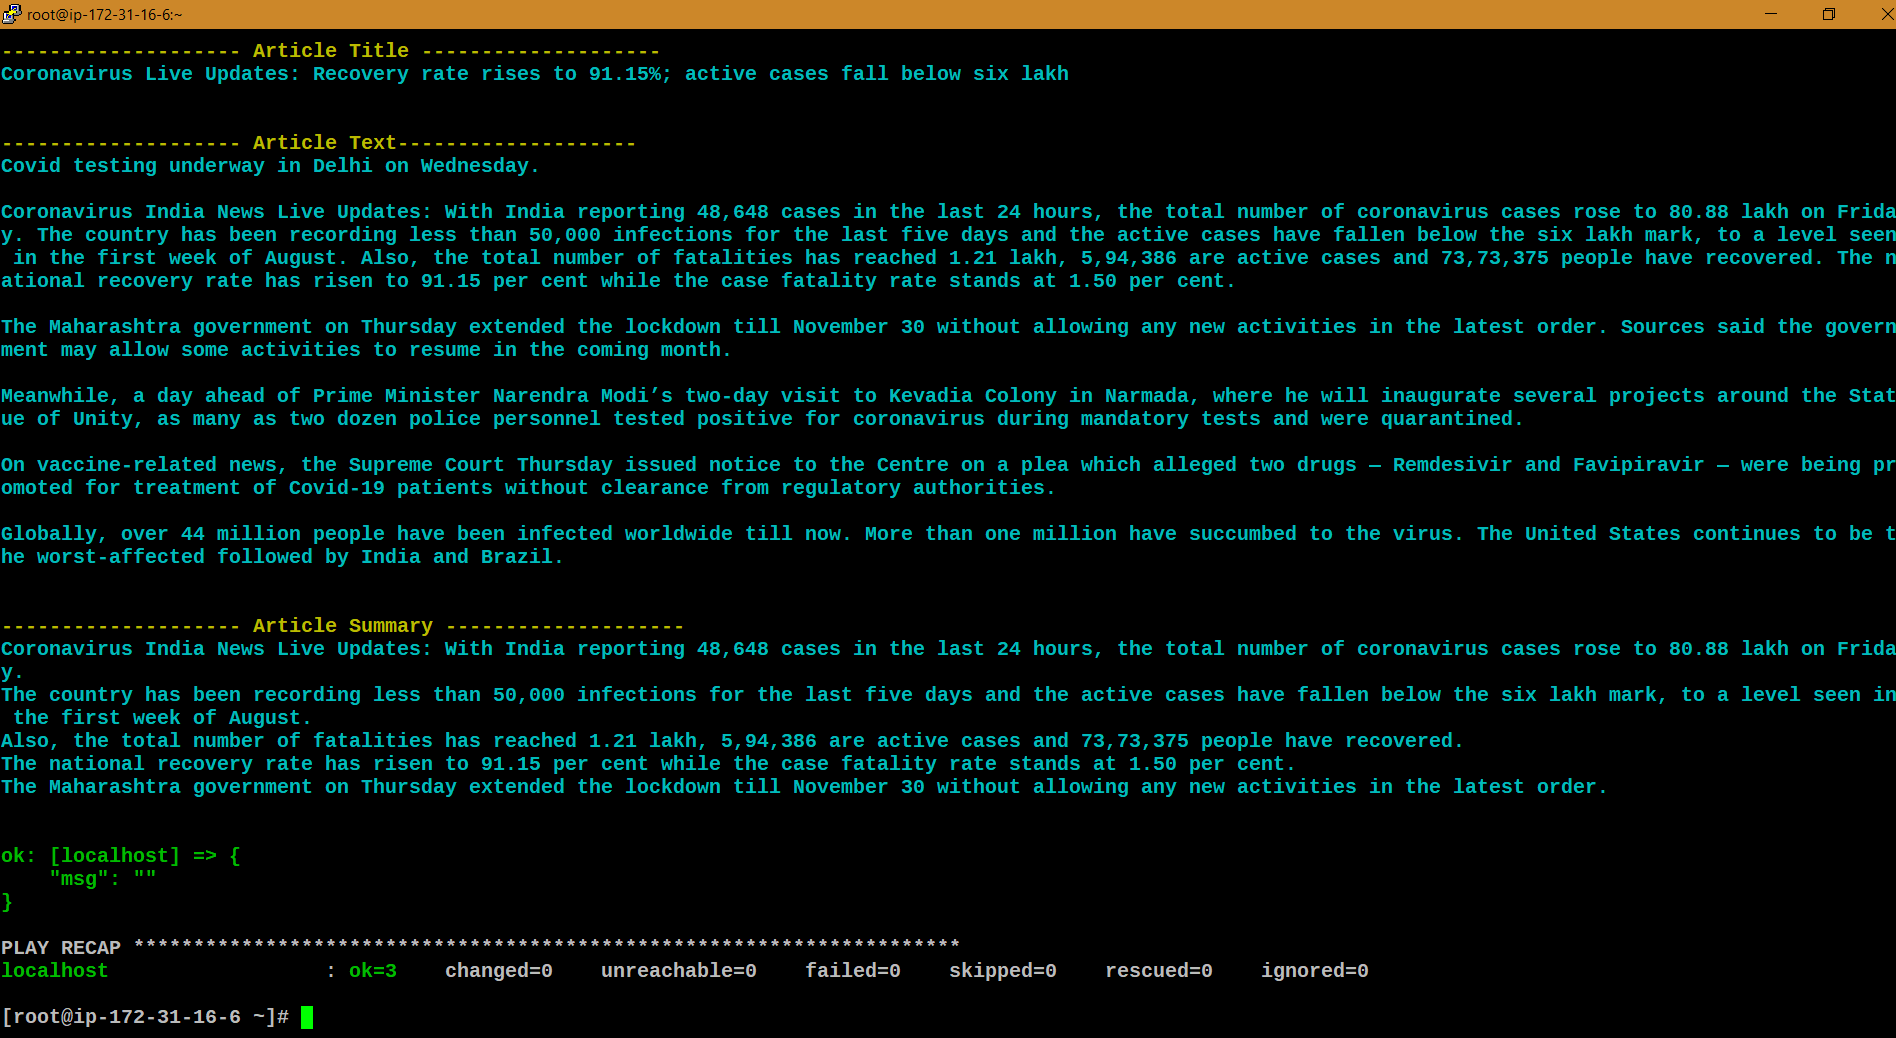 root@ip-172-31-16-6:~
-------------------- Article Title --------------------
Coronavirus Live Updates: Recovery rate rises to 91.15%; active cases fall below six lakh
-------------------- Article Text--------------------
Covid testing underway in Delhi on Wednesday.
Coronavirus India News Live Updates: With India reporting 48,648 cases in the last 24 hours, the total number of coronavirus cases rose to 80.88 lakh on Frida
y. The country has been recording less than 50,000 infections for the last five days and the active cases have fallen below the six lakh mark, to a level seen
 in the first week of August. Also, the total number of fatalities has reached 1.21 lakh, 5,94,386 are active cases and 73,73,375 people have recovered. The n
ational recovery rate has risen to 91.15 per cent while the case fatality rate stands at 1.50 per cent.
The Maharashtra government on Thursday extended the lockdown till November 30 without allowing any new activities in the latest order. Sources said the govern
ment may allow some activities to resume in the coming month.
Meanwhile, a day ahead of Prime Minister Narendra Modi’s two-day visit to Kevadia Colony in Narmada, where he will inaugurate several projects around the Stat
ue of Unity, as many as two dozen police personnel tested positive for coronavirus during mandatory tests and were quarantined.
On vaccine-related news, the Supreme Court Thursday issued notice to the Centre on a plea which alleged two drugs — Remdesivir and Favipiravir — were being pr
omoted for treatment of Covid-19 patients without clearance from regulatory authorities.
Globally, over 44 million people have been infected worldwide till now. More than one million have succumbed to the virus. The United States continues to be t
he worst-affected followed by India and Brazil.
-------------------- Article Summary --------------------
Coronavirus India News Live Updates: With India reporting 48,648 cases in the last 24 hours, the total number of coronavirus cases rose to 80.88 lakh on Frida
y.
The country has been recording less than 50,000 infections for the last five days and the active cases have fallen below the six lakh mark, to a level seen in
 the first week of August.
Also, the total number of fatalities has reached 1.21 lakh, 5,94,386 are active cases and 73,73,375 people have recovered.
The national recovery rate has risen to 91.15 per cent while the case fatality rate stands at 1.50 per cent.
The Maharashtra government on Thursday extended the lockdown till November 30 without allowing any new activities in the latest order.
ok: [localhost] => {
    "msg": ""
}
PLAY RECAP *********************************************************************
localhost                  : ok=3    changed=0    unreachable=0    failed=0    skipped=0    rescued=0    ignored=0
[root@ip-172-31-16-6 ~]#